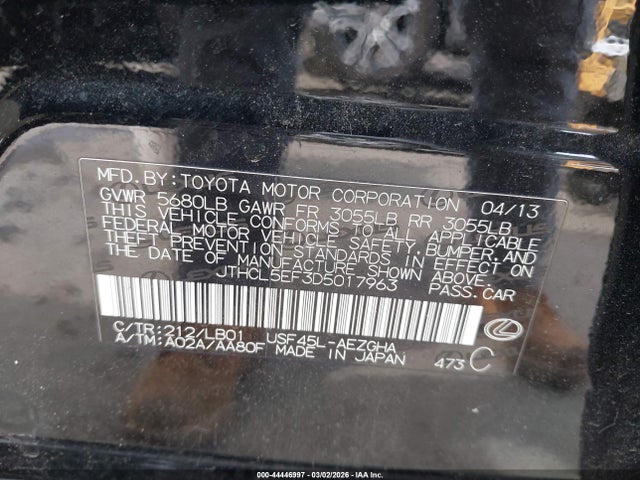 MFD. BY: TOYOTA MOTOR CORPORATION 04/13
GVWR 5680LB GAWR FR 3055LB RR 3055LB
THIS VEHICLE CONFORMS TO ALL APPLICABLE
FEDERAL MOTOR VEHICLE SAFETY, BUMPER, AND
THEFT PREVENTION STANDARDS IN EFFECT ON
THE DATE OF MANUFACTURE SHOWN ABOVE.
JTHCL5EF3D5017963 PASS. CAR
C/TR: 212/LB01 USF45L-AEZGHA
A/TM: A02A/AA80F MADE IN JAPAN
473 C
000-44446997 - 03/02/2026 - IAA Inc.